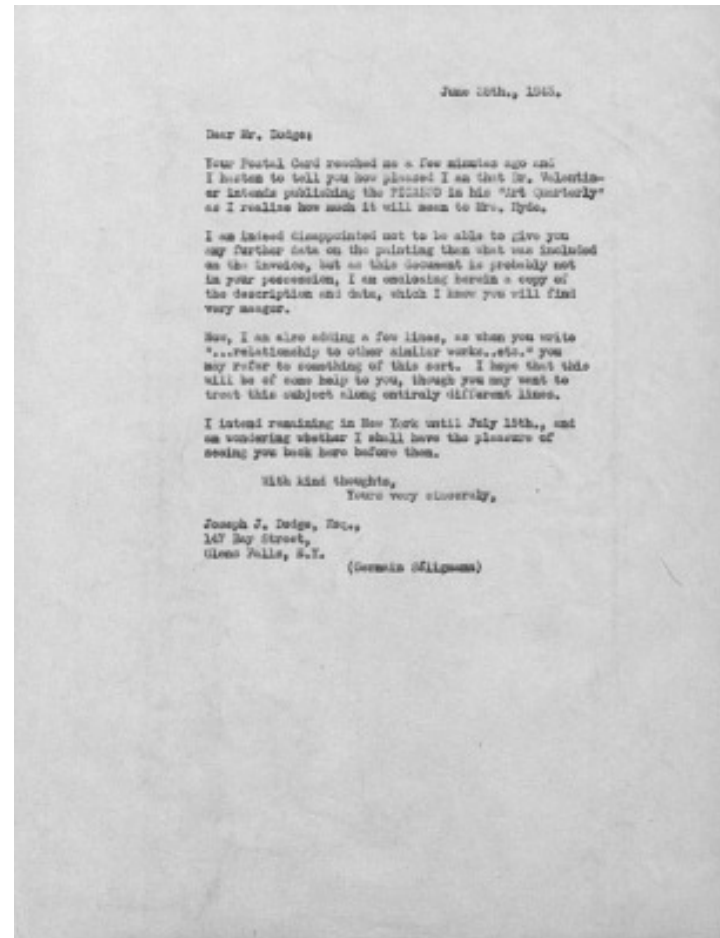 June 28th., 1943.
Dear Mr. Dodge:
Your Postal Card reached me a few minutes ago and
I hasten to tell you how pleased I am that Dr. Valentin-
er intends publishing the PICASSO in his "Art Quarterly"
as I realize how much it will mean to Mrs. Hyde.
I am indeed disappointed not to be able to give you
any further data on the painting than what was included
on the invoice, but as this document is probably not
in your possession, I am enclosing herein a copy of
the description and data, which I know you will find
very meager.
Now, I am also adding a few lines, as when you write
"...relationship to other similar works..etc." you
may refer to something of this sort. I hope that this
will be of some help to you, though you may want to
treat this subject along entirely different lines.
I intend remaining in New York until July 15th., and
am wondering whether I shall have the pleasure of
seeing you back here before then.
With kind thoughts,
Yours very sincerely,
Joseph J. Dodge, Esq.,
147 Bay Street,
Glens Falls, N.Y.
(Germain Séligmann)